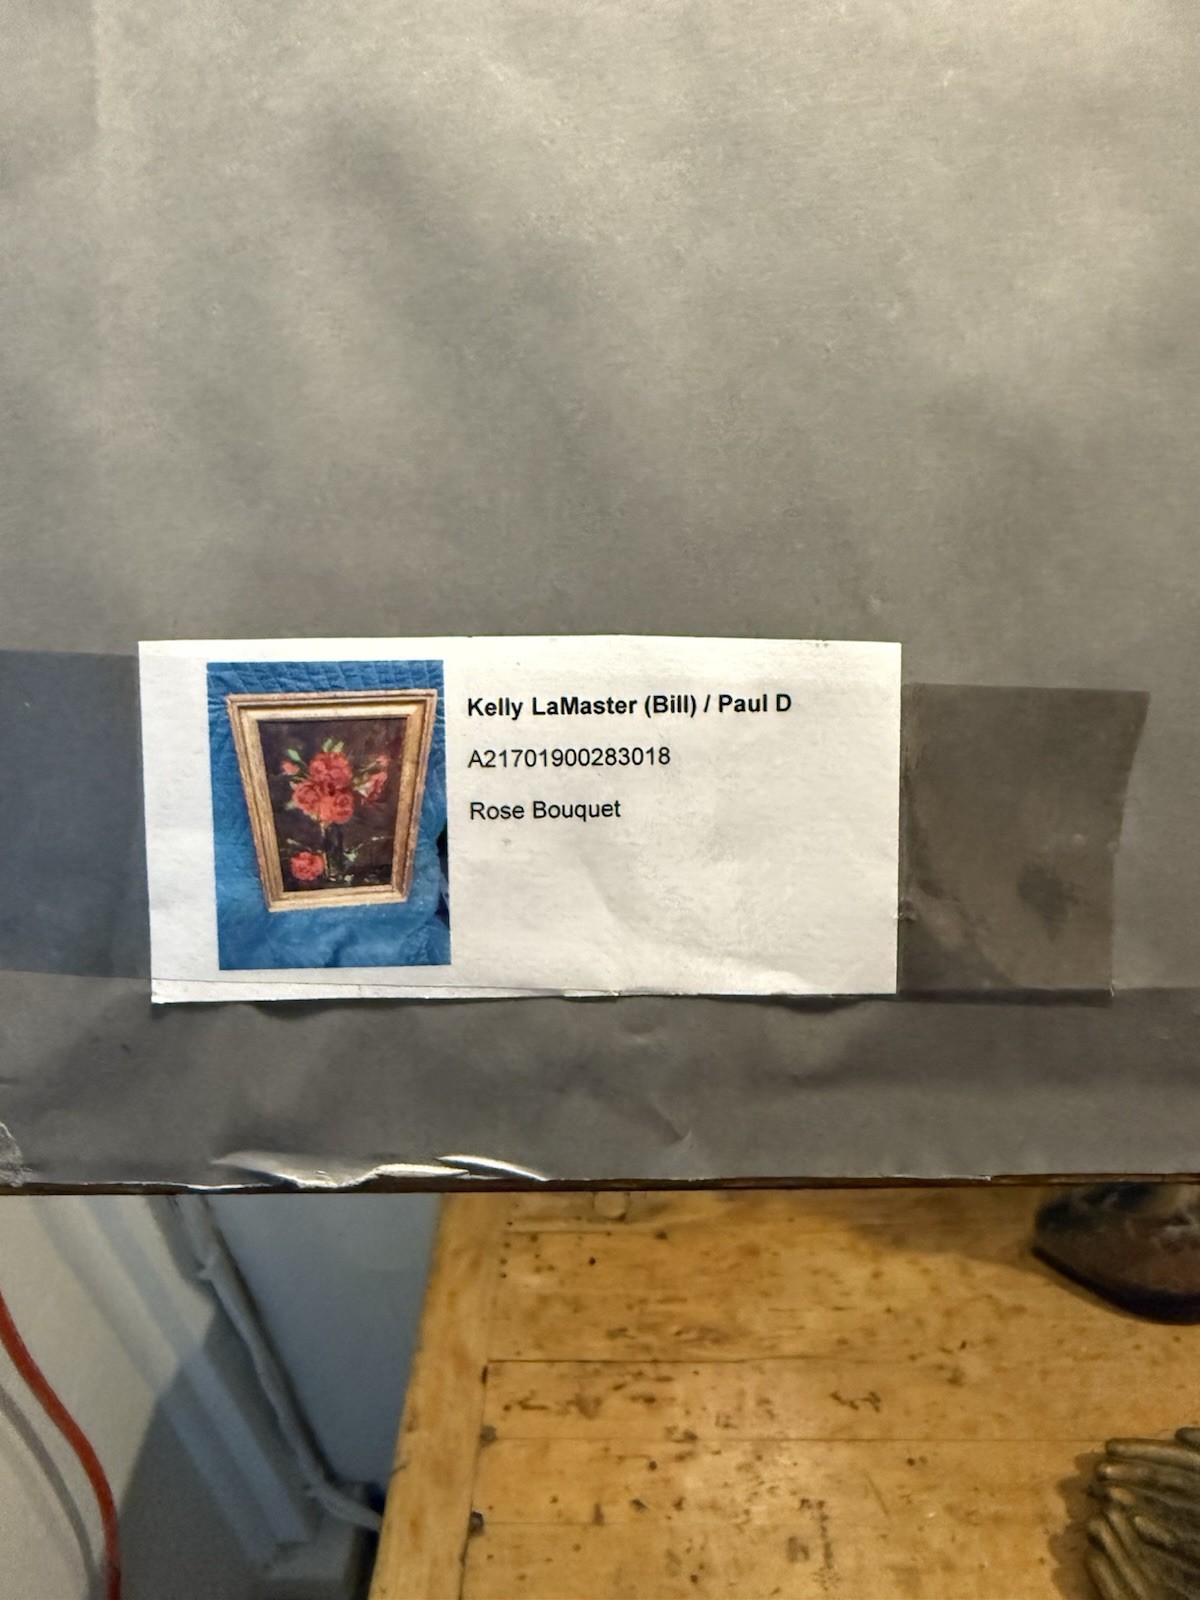 Kelly LaMaster (Bill) / Paul D
A21701900283018
Rose Bouquet